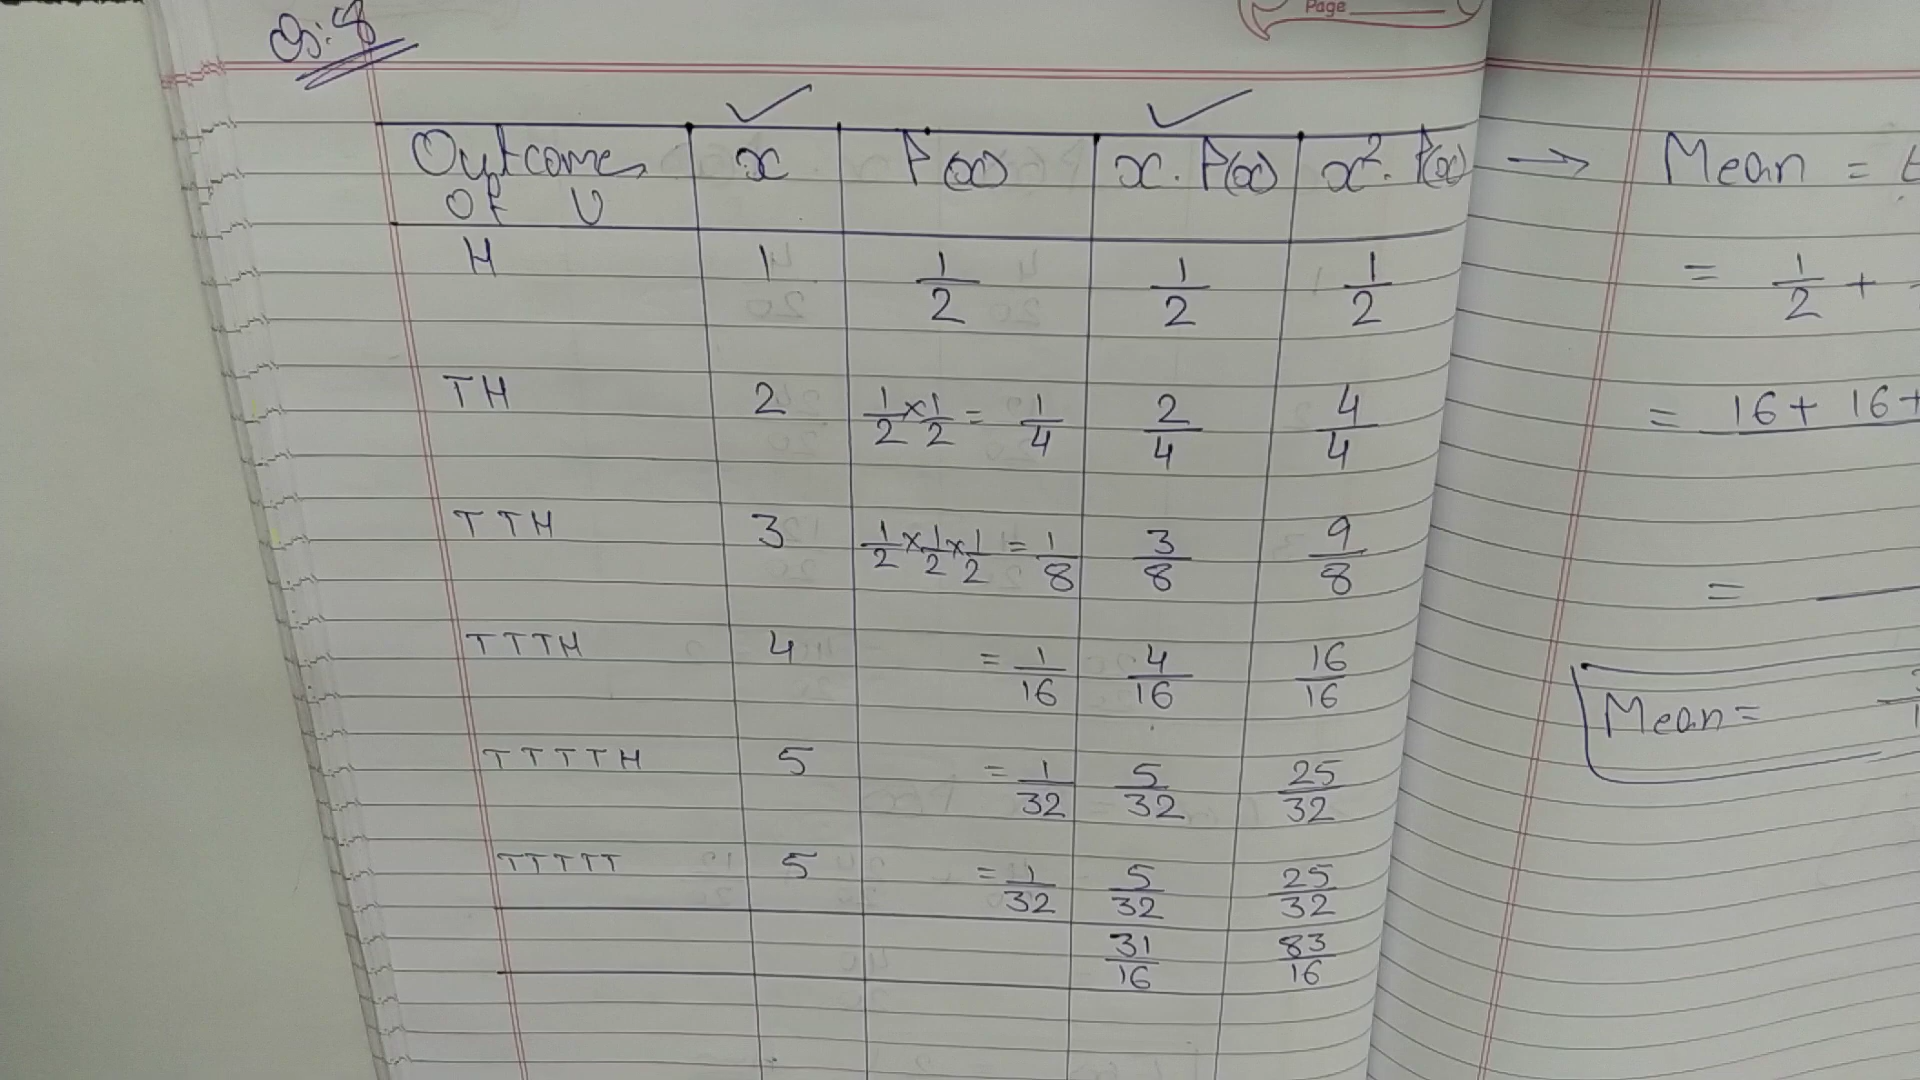 Q:8
Page
Outcomes of U | x | P(x) | x.P(x) | x². P(x) → Mean =
H | 1 | 1/2 | 1/2 | 1/2
= 1/2 +
TH | 2 | 1/2 × 1/2 = 1/4 | 2/4 | 4/4
= 16 + 16 +
TTH | 3 | 1/2 × 1/2 × 1/2 = 1/8 | 3/8 | 9/8
=
TTTH | 4 | = 1/16 | 4/16 | 16/16
Mean =
TTTTH | 5 | = 1/32 | 5/32 | 25/32
TTTTT | 5 | = 1/32 | 5/32 | 25/32
31/16 | 83/16